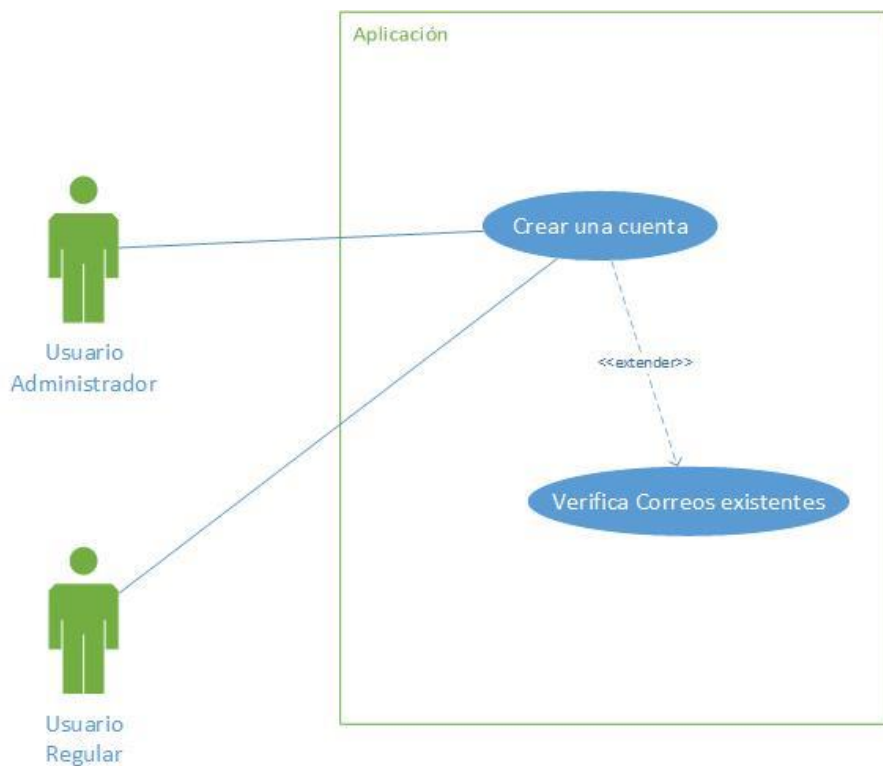 Aplicación
Crear una cuenta
Usuario
Administrador
<<extender>>
Verifica Correos existentes
Usuario
Regular